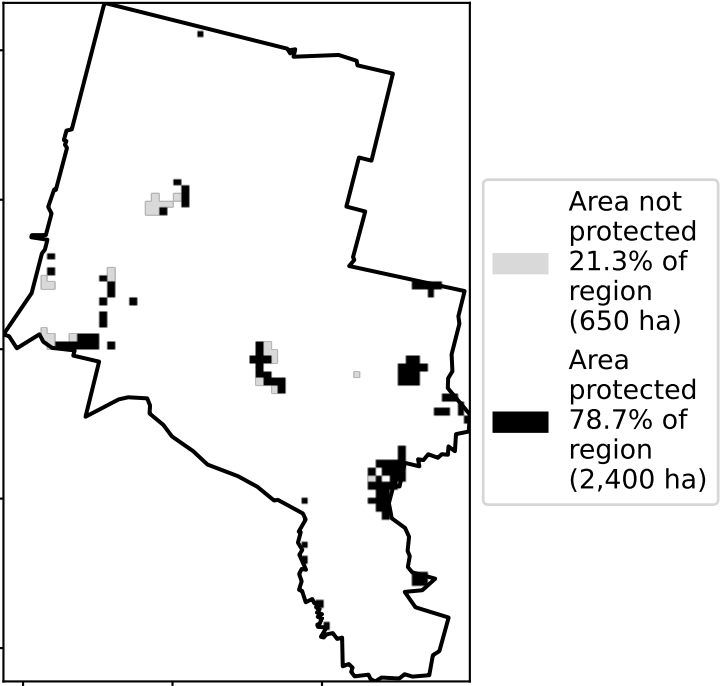 Area not
protected
21.3% of
region
(650 ha)
Area
protected
78.7% of
region
(2,400 ha)